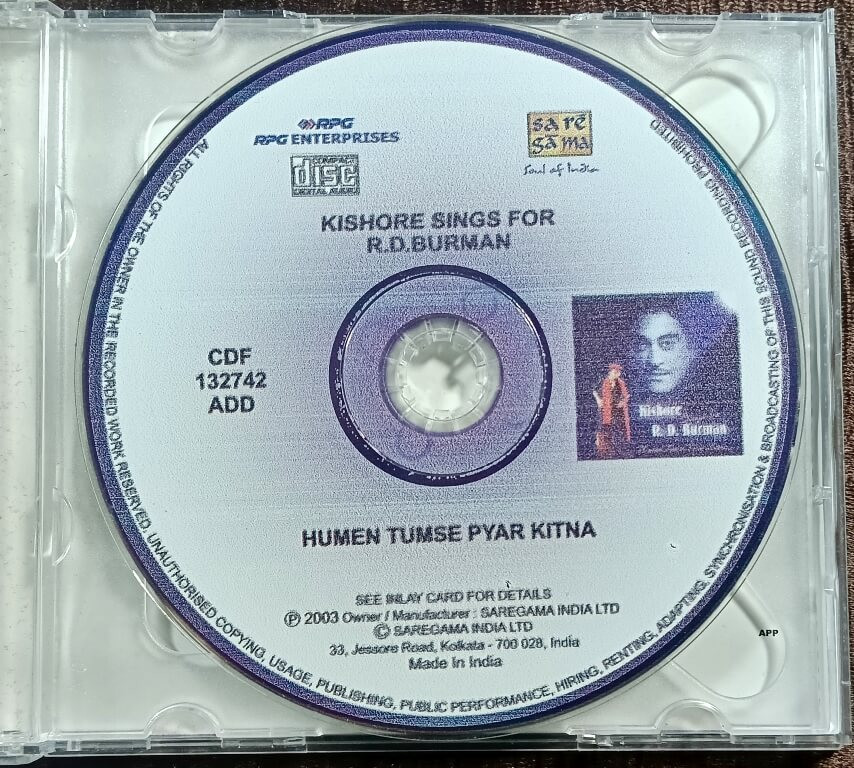 RPG
RPG ENTERPRISES
sa rē
gā ma
Soul of India
COMPACT
disc
DIGITAL AUDIO
KISHORE SINGS FOR
R.D.BURMAN
CDF
132742
ADD
Kishore
R. D. Burman
HUMEN TUMSE PYAR KITNA
SEE INLAY CARD FOR DETAILS
Ⓟ 2003 Owner / Manufacturer : SAREGAMA INDIA LTD
© SAREGAMA INDIA LTD
33, Jessore Road, Kolkata - 700 028, India
Made In India
ALL RIGHTS OF THE OWNER IN THE RECORDED WORK RESERVED. UNAUTHORISED COPYING, USAGE, PUBLISHING, PUBLIC PERFORMANCE, HIRING, RENTING, ADAPTING, SYNCHRONISATION & BROADCASTING OF THIS SOUND RECORDING PROHIBITED
APP